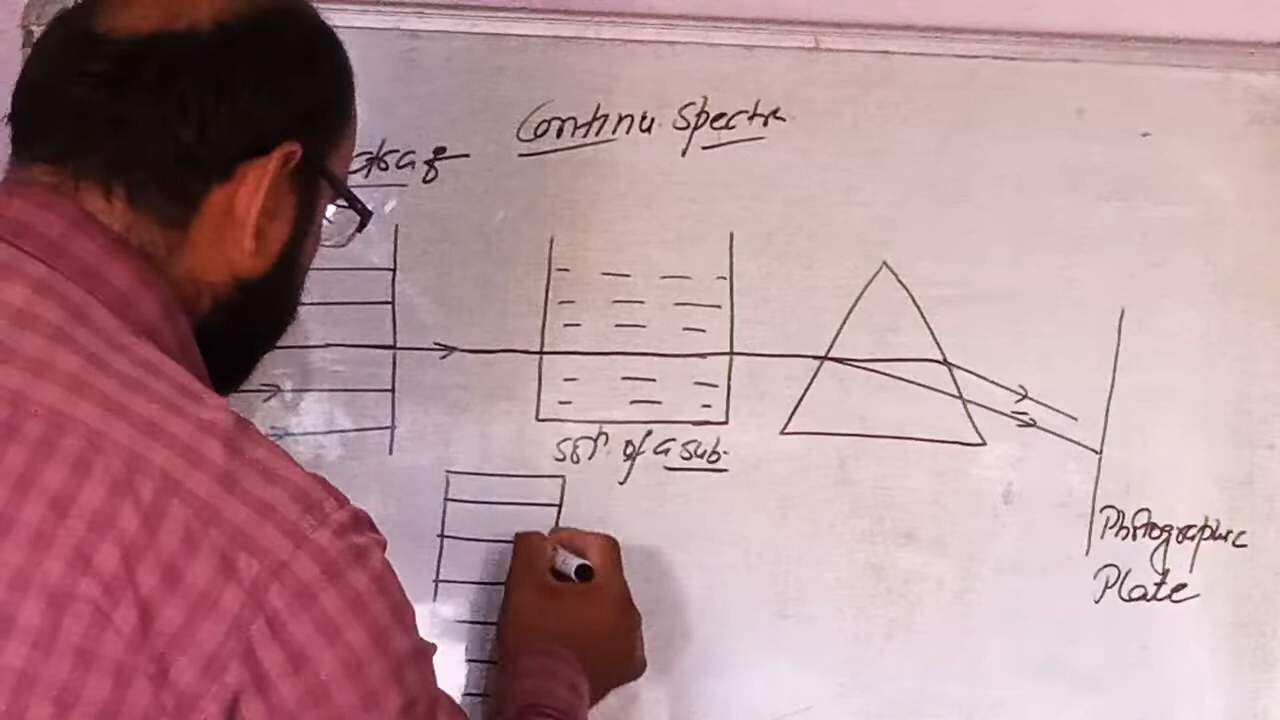 Continu. Spectra
Soln. of a sub.
Photographic
Plate